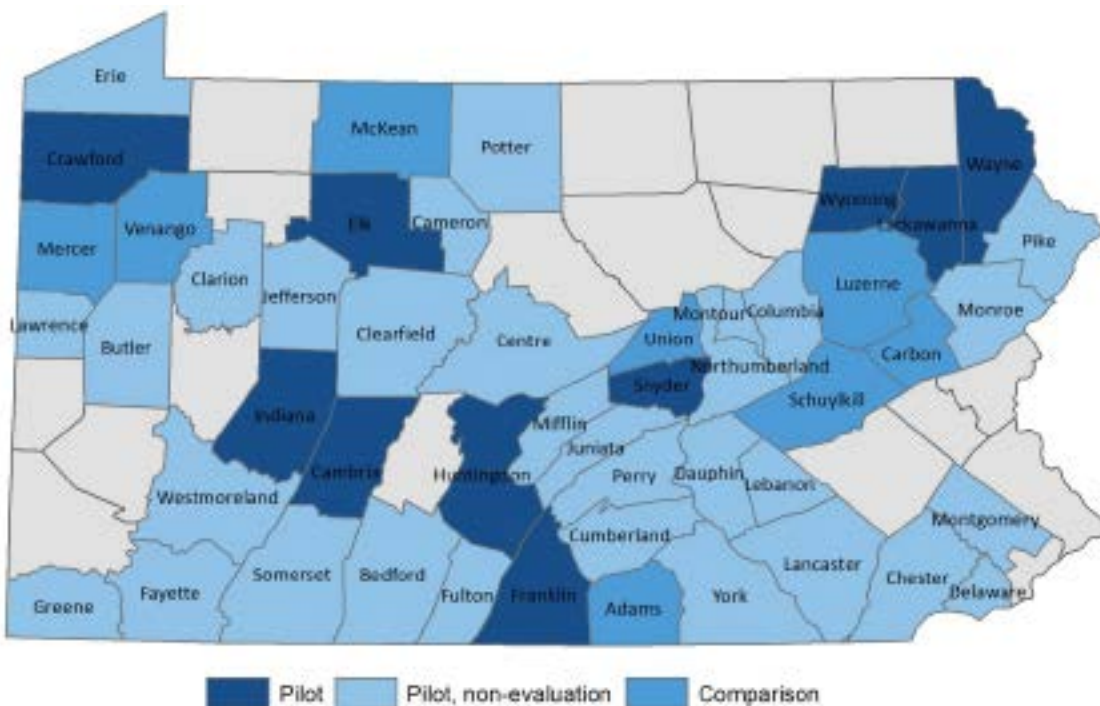 Erie
McKean
Potter
Crawford
Wayne
Wyoming
Elk
Cameron
Lackawanna
Venango
Mercer
Pike
Clarion
Luzerne
Jefferson
Lawrence
Montour
Columbia
Monroe
Clearfield
Union
Butler
Centre
Carbon
Northumberland
Snyder
Schuylkill
Indiana
Mifflin
Juniata
Cambria
Huntington
Perry
Dauphin
Lebanon
Westmoreland
Montgomery
Cumberland
Lancaster
Somerset
Bedford
Chester
Fayette
Fulton
Franklin
Delaware
Greene
Adams
York
Pilot
Pilot, non-evaluation
Comparison